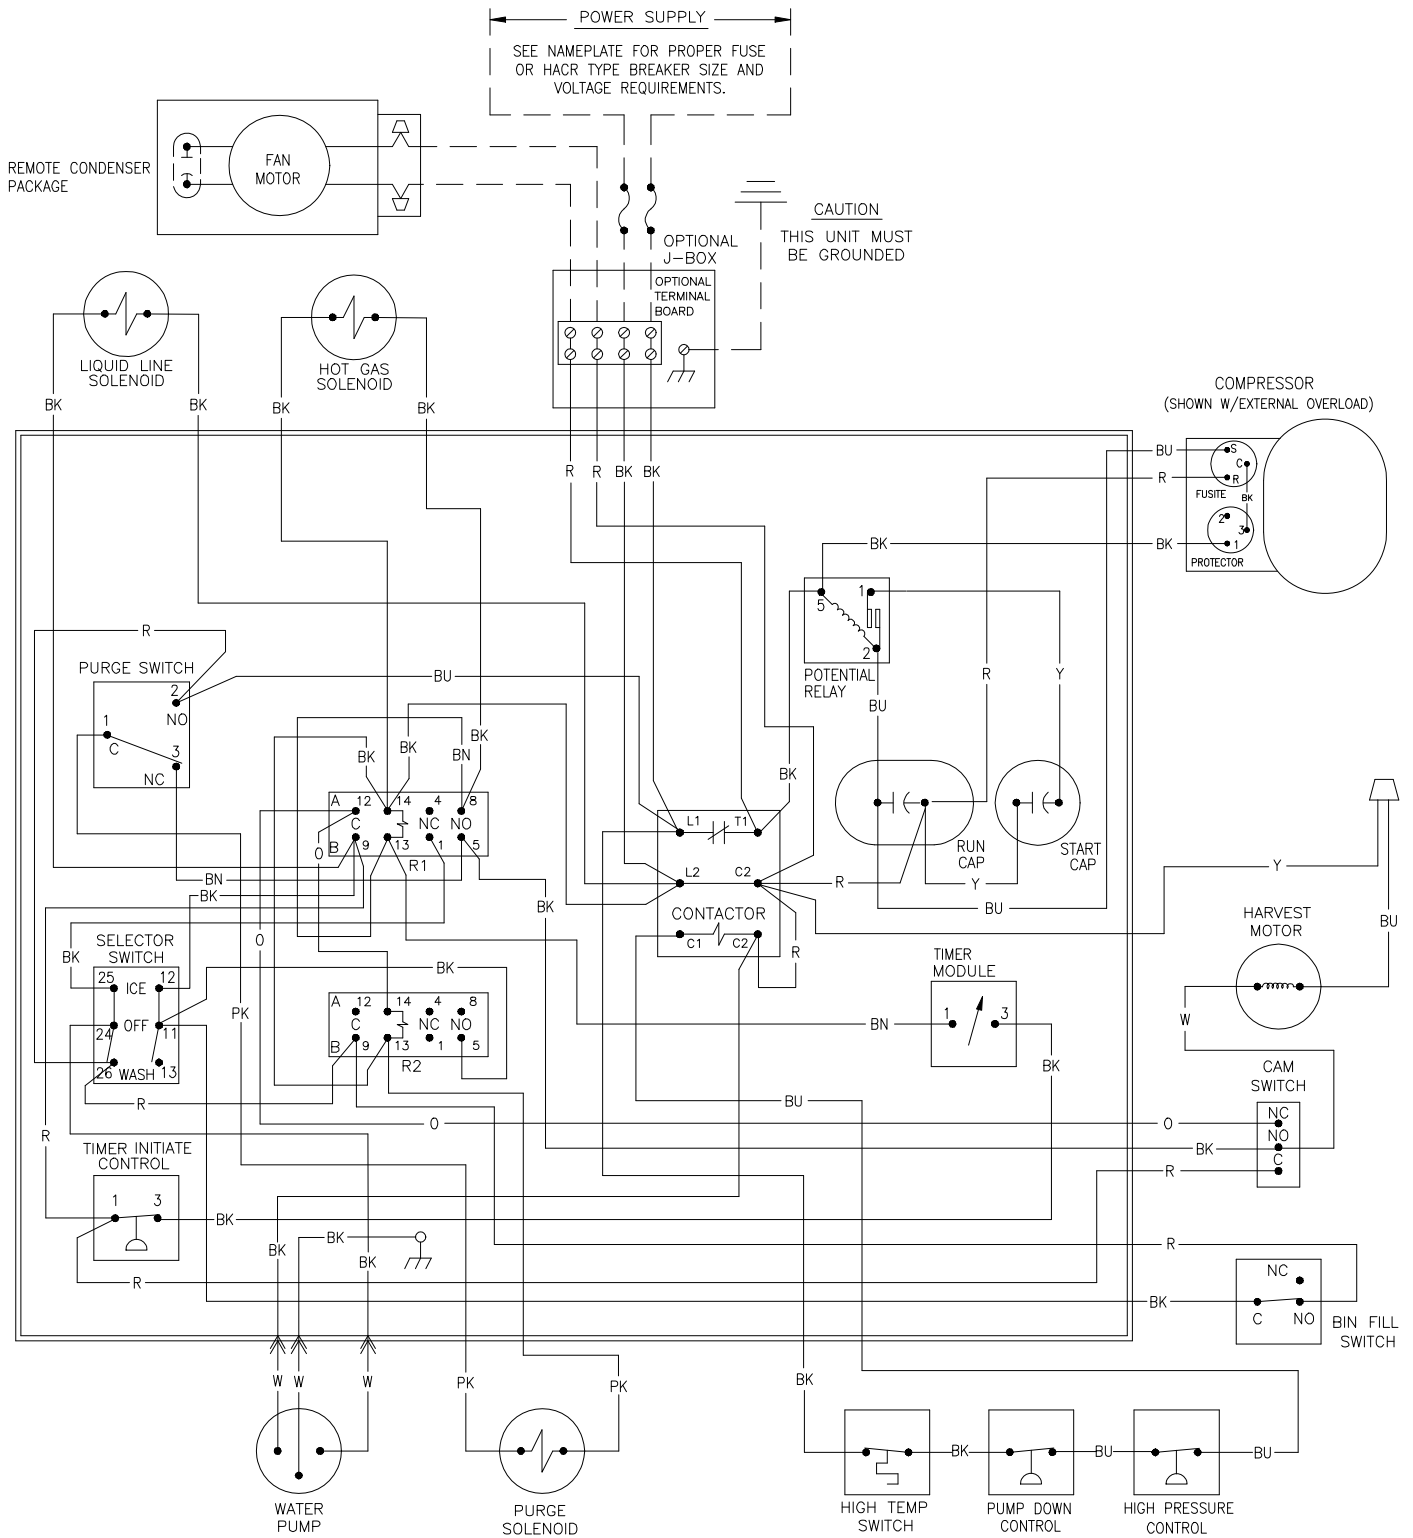 POWER SUPPLY
SEE NAMEPLATE FOR PROPER FUSE
OR HACR TYPE BREAKER SIZE AND
VOLTAGE REQUIREMENTS.
REMOTE CONDENSER
PACKAGE
FAN
MOTOR
CAUTION
THIS UNIT MUST
BE GROUNDED
OPTIONAL
J-BOX
OPTIONAL
TERMINAL
BOARD
LIQUID LINE
SOLENOID
HOT GAS
SOLENOID
BK
BK
BK
BK
COMPRESSOR
(SHOWN W/EXTERNAL OVERLOAD)
R
R
BK
BK
BU
R
S
C
R
FUSITE
BK
2
3
1
PROTECTOR
BK
BK
5
1
2
POTENTIAL
RELAY
R
PURGE SWITCH
2
NO
1
C
3
NC
BU
R
Y
BU
BK
BK
BN
BK
BK
A
12
14
4
8
C
NC
NO
B
9
13
1
5
R1
O
L1
T1
L2
C2
CONTACTOR
C1
C2
R
RUN
CAP
START
CAP
R
Y
BU
Y
BN
BK
BK
O
BK
SELECTOR
SWITCH
BK
25
ICE
12
24
OFF
11
26
WASH
13
PK
A
12
14
4
8
C
NC
NO
B
9
13
1
5
R2
HARVEST
MOTOR
BU
W
TIMER
MODULE
1
3
BN
BK
CAM
SWITCH
NC
NO
C
R
BU
R
O
O
BK
R
TIMER INITIATE
CONTROL
1
3
BK
BK
BK
BK
R
R
BK
NC
C
NO
BIN FILL
SWITCH
W
W
W
PK
PK
BK
WATER
PUMP
PURGE
SOLENOID
BK
BU
BU
HIGH TEMP
SWITCH
PUMP DOWN
CONTROL
HIGH PRESSURE
CONTROL